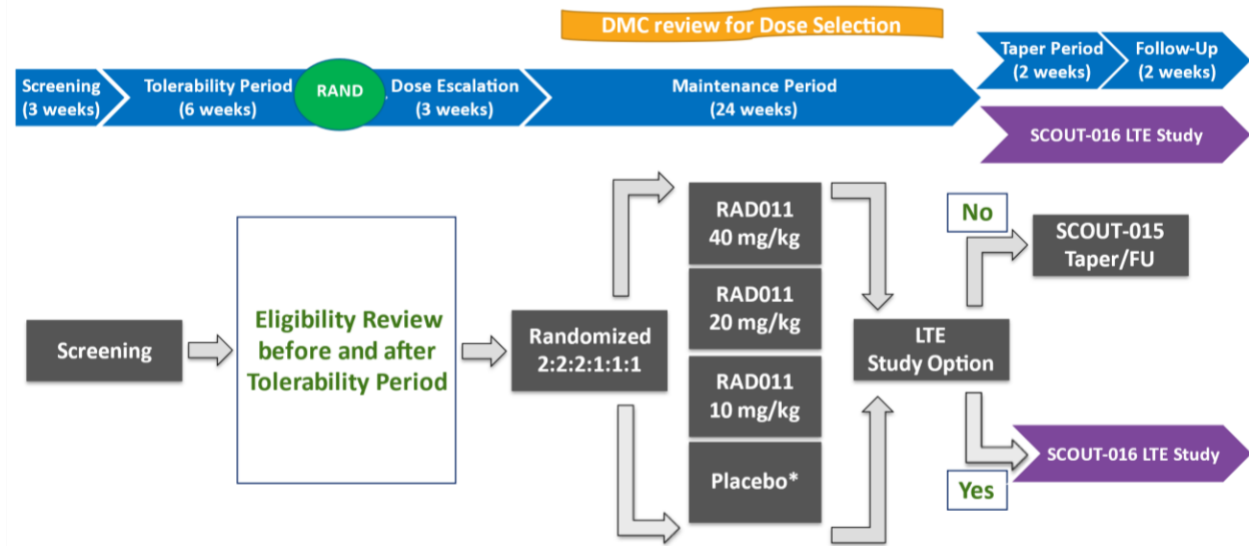 DMC review for Dose Selection
Taper Period
(2 weeks)
Follow-Up
(2 weeks)
Screening
(3 weeks)
Tolerability Period
(6 weeks)
RAND
Dose Escalation
(3 weeks)
Maintenance Period
(24 weeks)
SCOUT-016 LTE Study
Screening
Eligibility Review
before and after
Tolerability Period
Randomized
2:2:2:1:1:1
RAD011
40 mg/kg
RAD011
20 mg/kg
RAD011
10 mg/kg
Placebo*
LTE
Study Option
No
SCOUT-015
Taper/FU
Yes
SCOUT-016 LTE Study